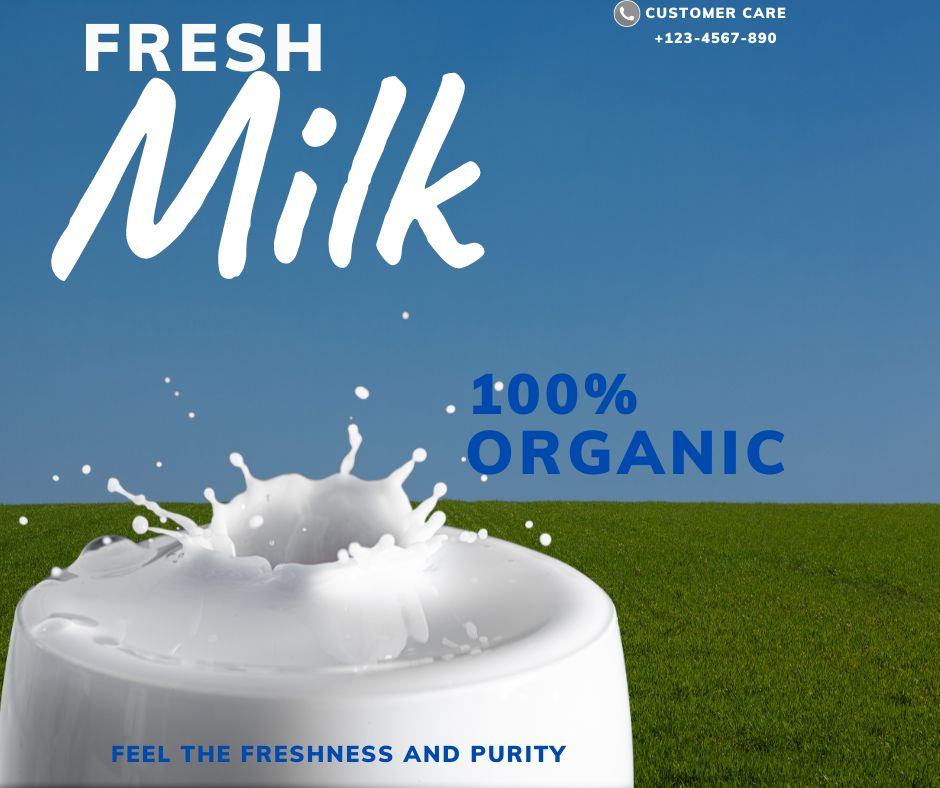 FRESH
Milk
CUSTOMER CARE
+123-4567-890
100%
ORGANIC
FEEL THE FRESHNESS AND PURITY